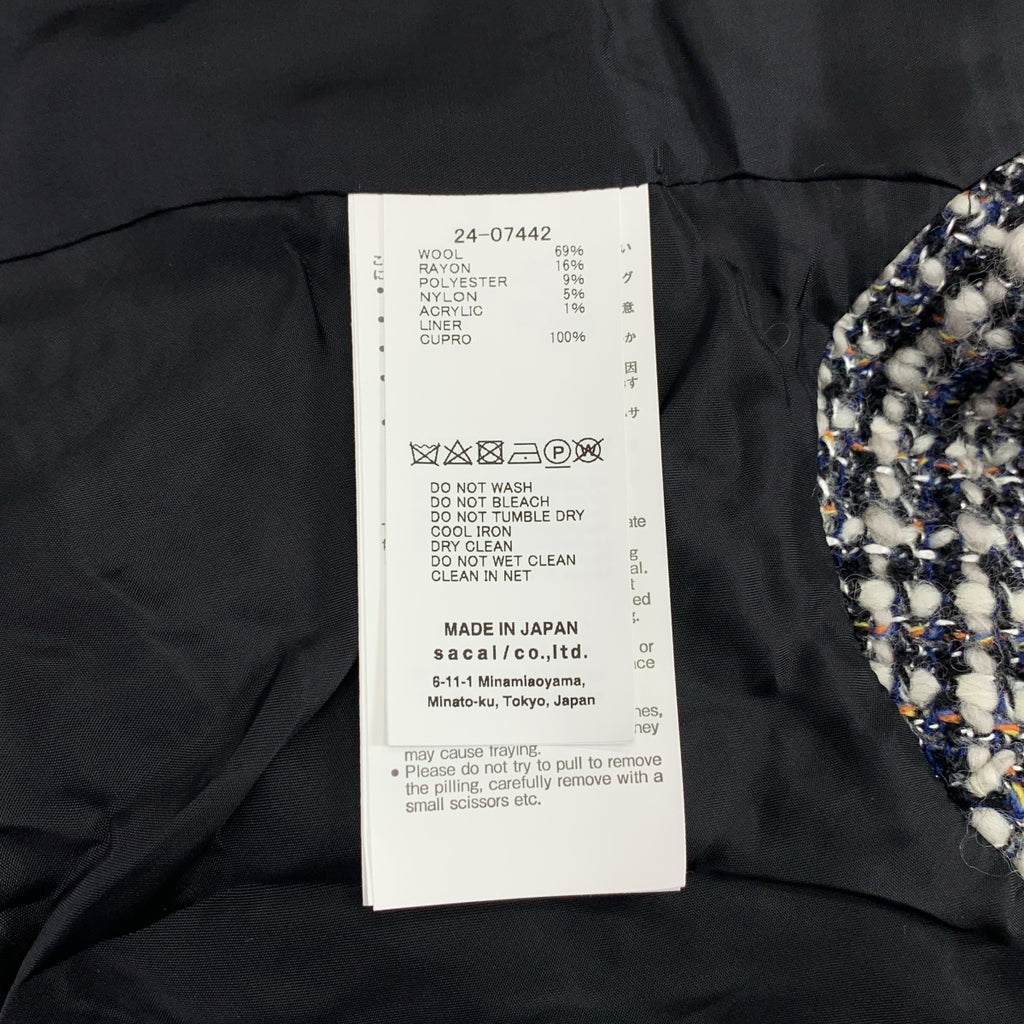 24-07442
WOOL 69%
RAYON 16%
POLYESTER 9%
NYLON 5%
ACRYLIC 1%
LINER
CUPRO 100%
DO NOT WASH
DO NOT BLEACH
DO NOT TUMBLE DRY
COOL IRON
DRY CLEAN
DO NOT WET CLEAN
CLEAN IN NET
MADE IN JAPAN
sacai/co.,ltd.
6-11-1 Minamiaoyama,
Minato-ku, Tokyo, Japan
may cause fraying.
• Please do not try to pull to remove
the pilling, carefully remove with a
small scissors etc.